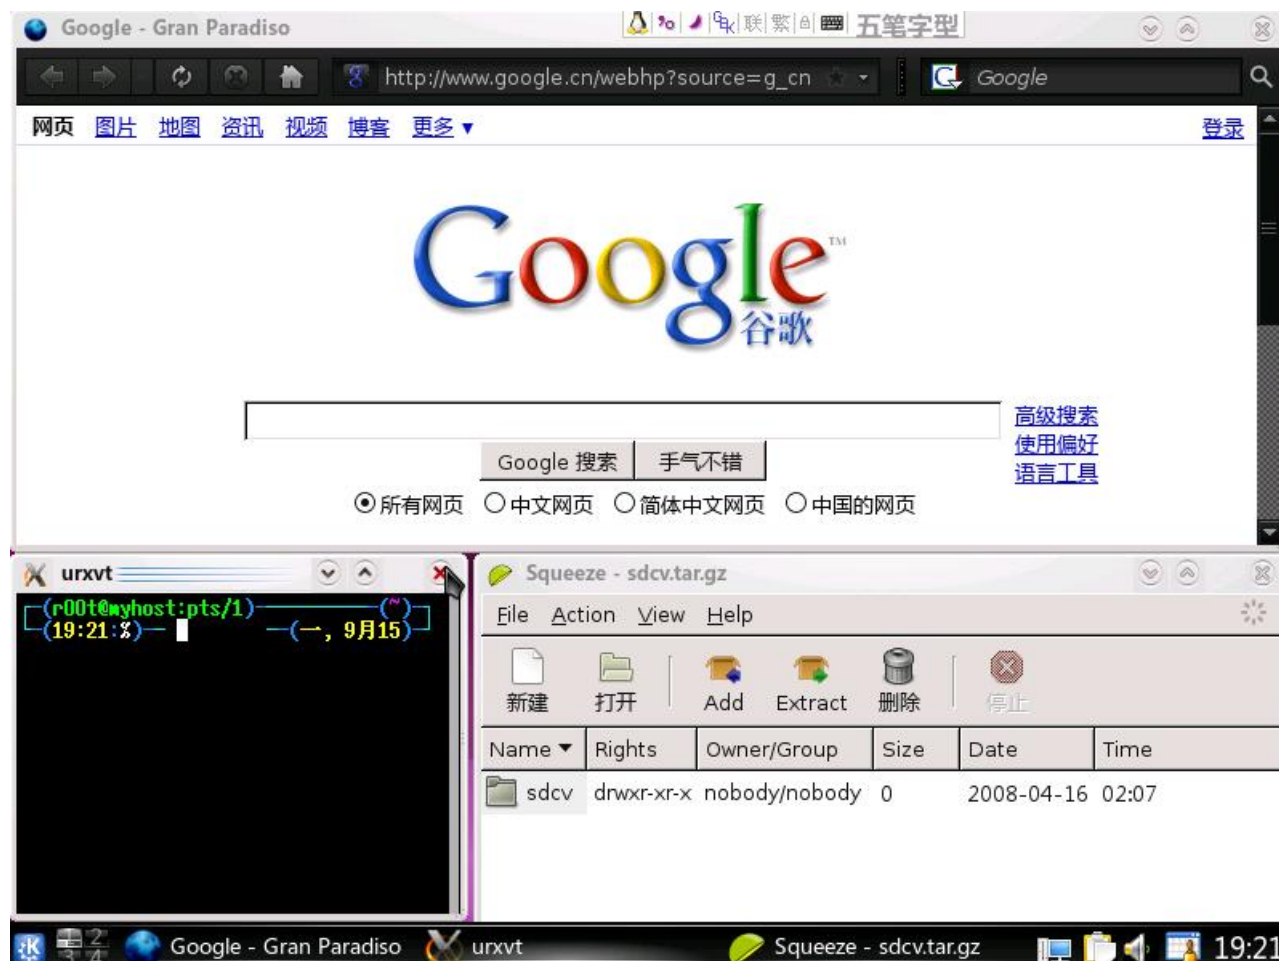 Google - Gran Paradiso
联 繁 五笔字型
http://www.google.cn/webhp?source=g_cn
Google
网页 图片 地图 资讯 视频 博客 更多 ▼
登录
Google™
谷歌
高级搜索
使用偏好
语言工具
Google 搜索 手气不错
所有网页 中文网页 简体中文网页 中国的网页
urxvt
(r00t@myhost:pts/1) (~)
(19:21:%) (一, 9月15)
Squeeze - sdcv.tar.gz
File Action View Help
新建 打开 Add Extract 删除 停止
Name Rights Owner/Group Size Date Time
sdcv drwxr-xr-x nobody/nobody 0 2008-04-16 02:07
2
3 4
Google - Gran Paradiso urxvt Squeeze - sdcv.tar.gz 19:21